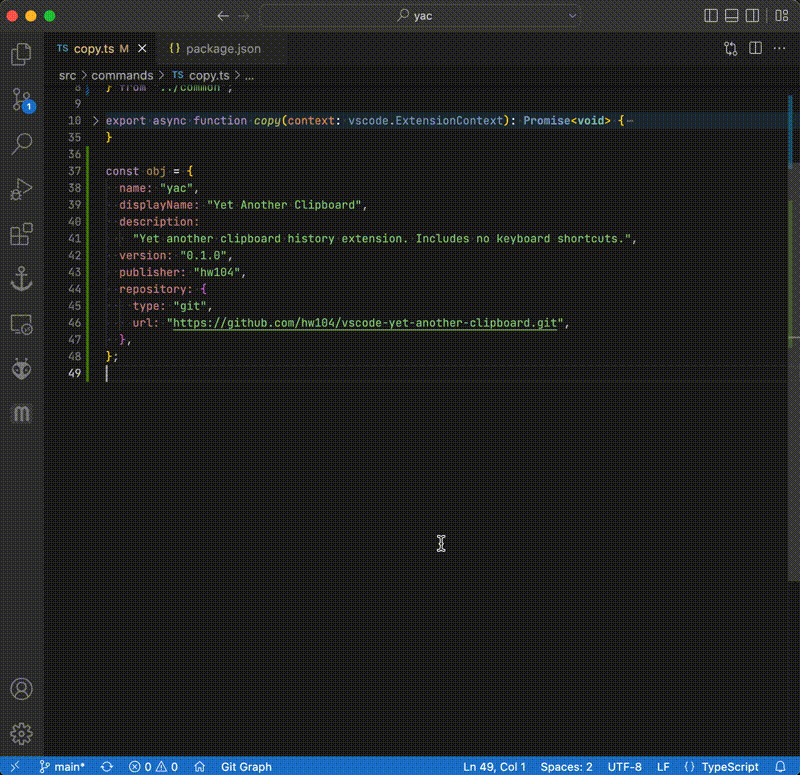 yac
TS copy.ts M
{} package.json
src > commands > TS copy.ts > ...
8 } from "../common";
9
10 export async function copy(context: vscode.ExtensionContext): Promise<void> {
35 }
36
37 const obj = {
38 name: "yac",
39 displayName: "Yet Another Clipboard",
40 description:
41 "Yet another clipboard history extension. Includes no keyboard shortcuts.",
42 version: "0.1.0",
43 publisher: "hw104",
44 repository: {
45 type: "git",
46 url: "https://github.com/hw104/vscode-yet-another-clipboard.git",
47 },
48 };
49
1
m
main* 0 0 Git Graph Ln 49, Col 1 Spaces: 2 UTF-8 LF {} TypeScript